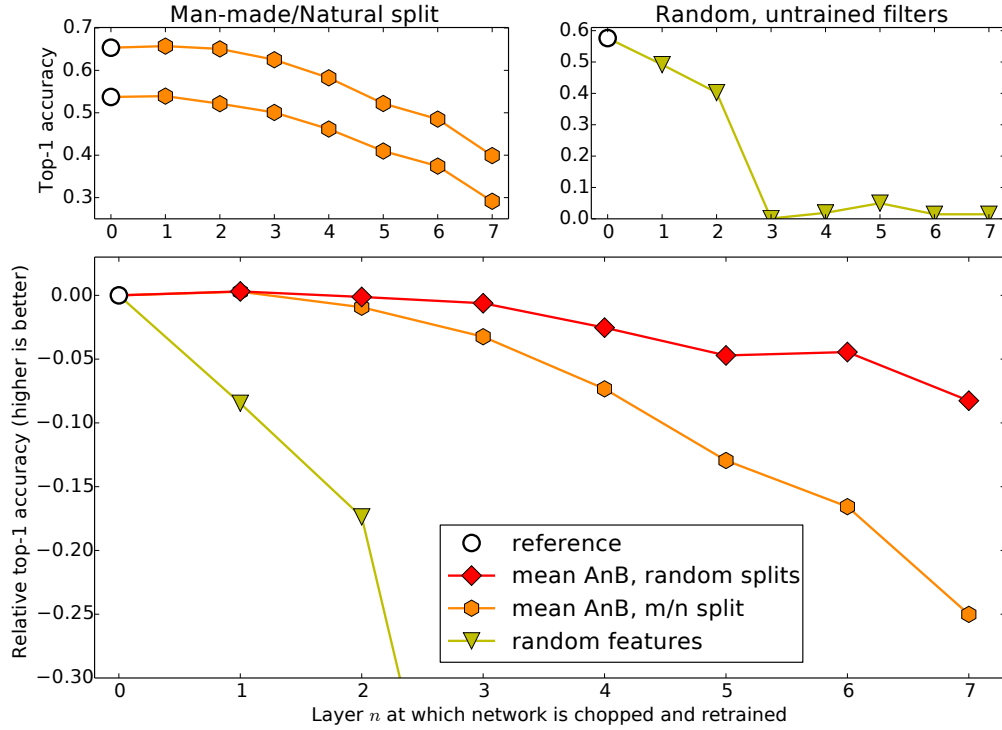 Man-made/Natural split
Top-1 accuracy
0.7
0.6
0.5
0.4
0.3
0 1 2 3 4 5 6 7
Random, untrained filters
0.6
0.5
0.4
0.3
0.2
0.1
0.0
0 1 2 3 4 5 6 7
Relative top-1 accuracy (higher is better)
0.00
−0.05
−0.10
−0.15
−0.20
−0.25
−0.30
reference
mean AnB, random splits
mean AnB, m/n split
random features
0 1 2 3 4 5 6 7
Layer n at which network is chopped and retrained